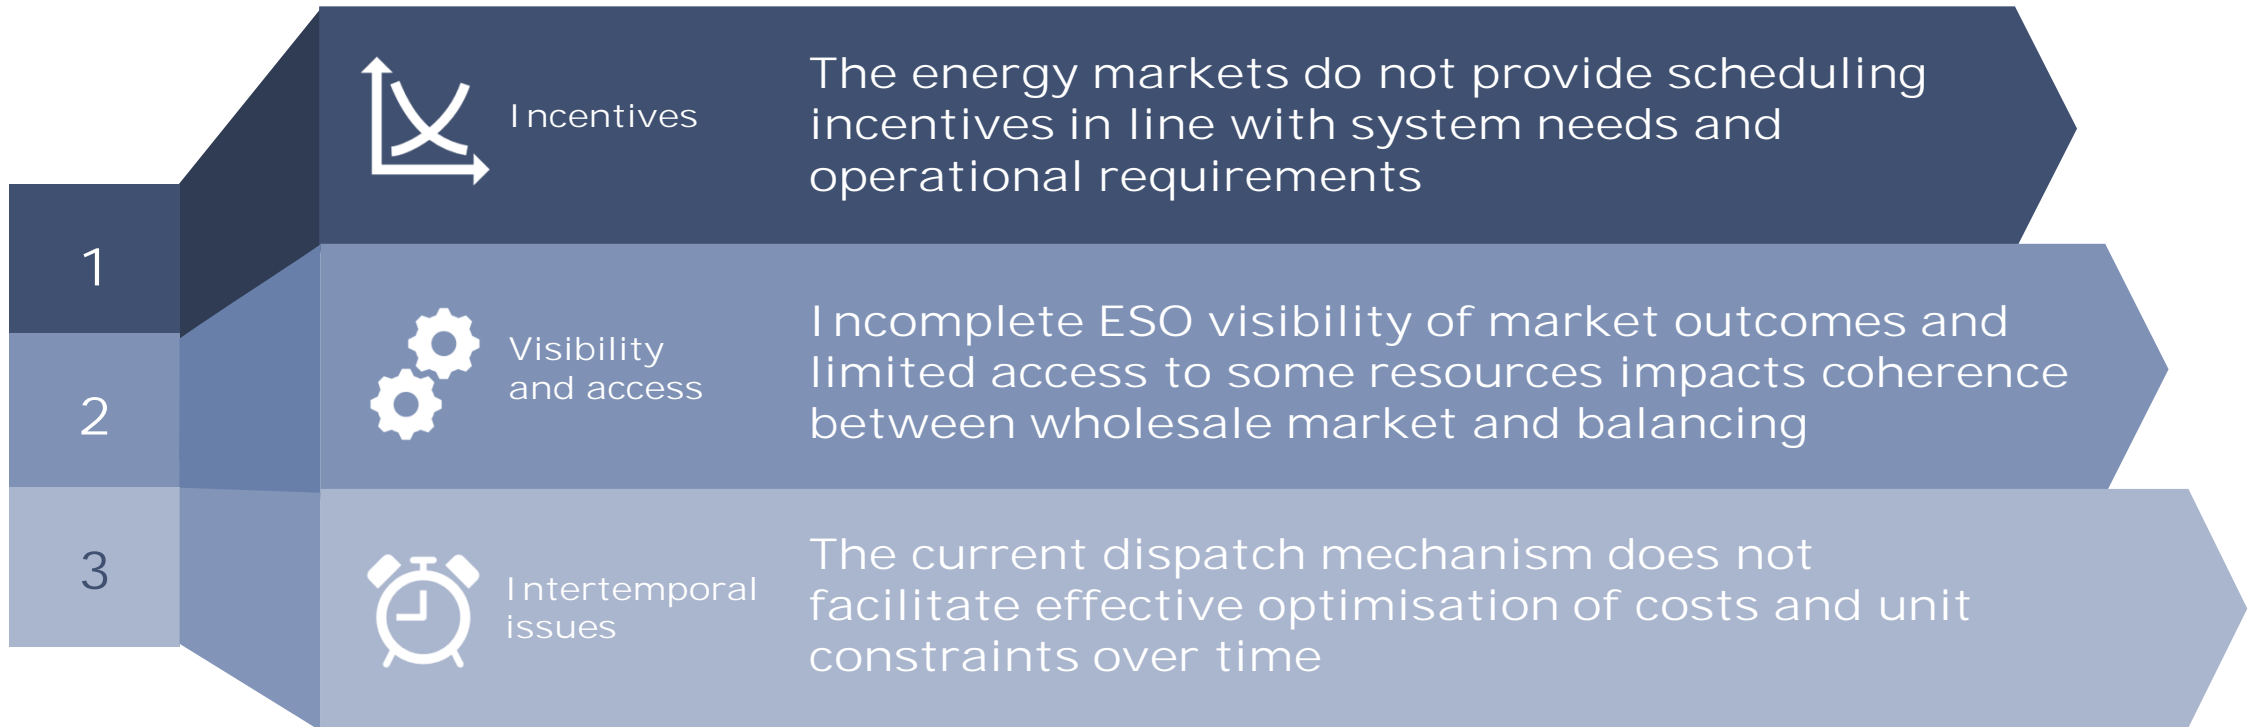 1
Incentives
The energy markets do not provide scheduling
incentives in line with system needs and
operational requirements
2
Visibility
and access
Incomplete ESO visibility of market outcomes and
limited access to some resources impacts coherence
between wholesale market and balancing
3
Intertemporal
issues
The current dispatch mechanism does not
facilitate effective optimisation of costs and unit
constraints over time